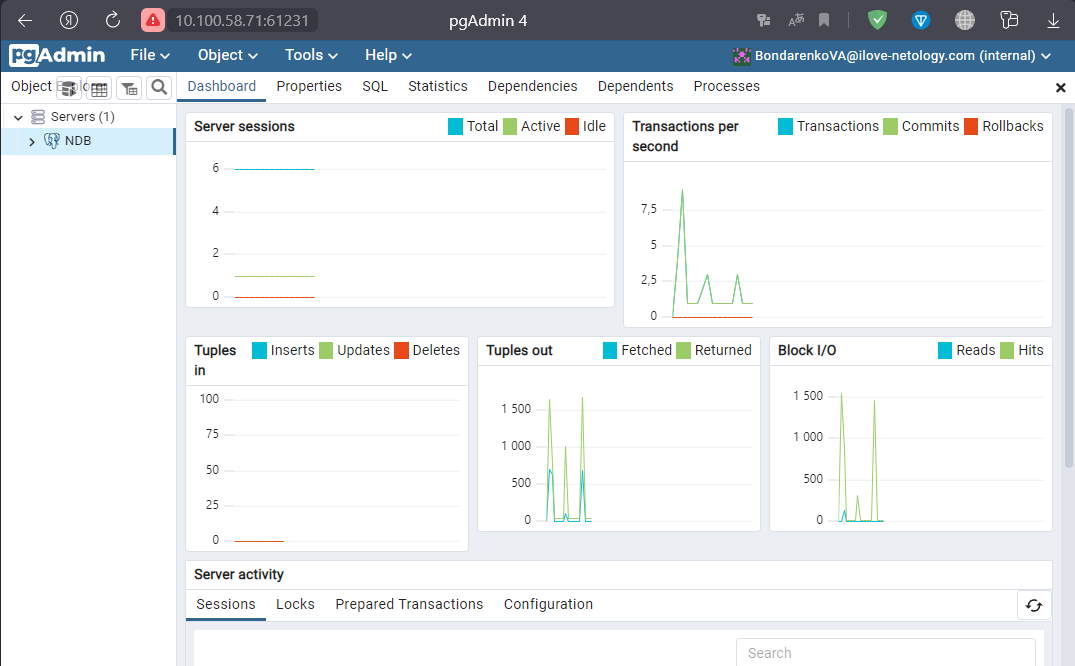 10.100.58.71:61231 pgAdmin 4
pgAdmin File Object Tools Help BondarenkoVA@ilove-netology.com (internal)
Object Explorer Dashboard Properties SQL Statistics Dependencies Dependents Processes
Servers (1)
NDB
Server sessions Total Active Idle
6
4
2
0
Transactions per second Transactions Commits Rollbacks
7,5
5
2,5
0
Tuples in Inserts Updates Deletes
100
75
50
25
0
Tuples out Fetched Returned
1 500
1 000
500
0
Block I/O Reads Hits
1 500
1 000
500
0
Server activity
Sessions Locks Prepared Transactions Configuration
Search